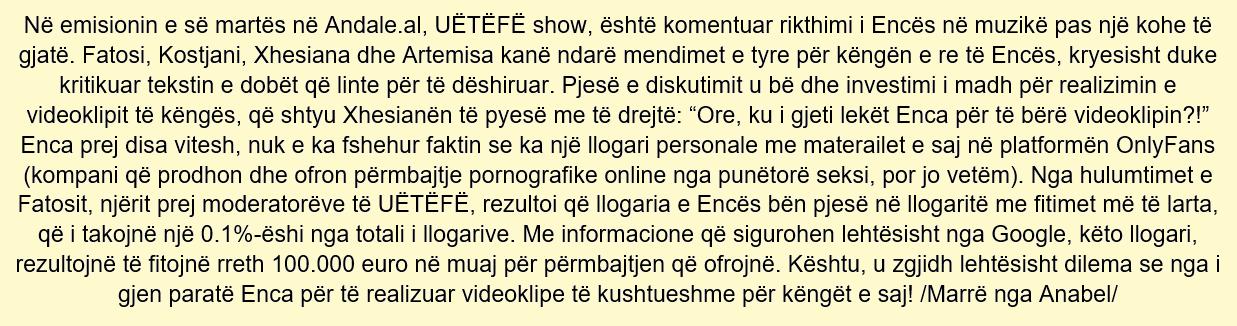 Në emisionin e së martës në Andale.al, UËTËFË show, është komentuar rikthimi i Encës në muzikë pas një kohe të
gjatë. Fatosi, Kostjani, Xhesiana dhe Artemisa kanë ndarë mendimet e tyre për këngën e re të Encës, kryesisht duke
kritikuar tekstin e dobët që linte për të dëshiruar. Pjesë e diskutimit u bë dhe investimi i madh për realizimin e
videoklipit të këngës, që shtyu Xhesianën të pyesë me të drejtë: “Ore, ku i gjeti lekët Enca për të bërë videoklipin?!”
Enca prej disa vitesh, nuk e ka fshehur faktin se ka një llogari personale me materailet e saj në platformën OnlyFans
(kompani që prodhon dhe ofron përmbajtje pornografike online nga punëtorë seksi, por jo vetëm). Nga hulumtimet e
Fatosit, njërit prej moderatorëve të UËTËFË, rezultoi që llogaria e Encës bën pjesë në llogaritë me fitimet më të larta,
që i takojnë një 0.1%-ëshi nga totali i llogarive. Me informacione që sigurohen lehtësisht nga Google, këto llogari,
rezultojnë të fitojnë rreth 100.000 euro në muaj për përmbajtjen që ofrojnë. Kështu, u zgjidh lehtësisht dilema se nga i
gjen paratë Enca për të realizuar videoklipe të kushtueshme për këngët e saj! /Marrë nga Anabel/